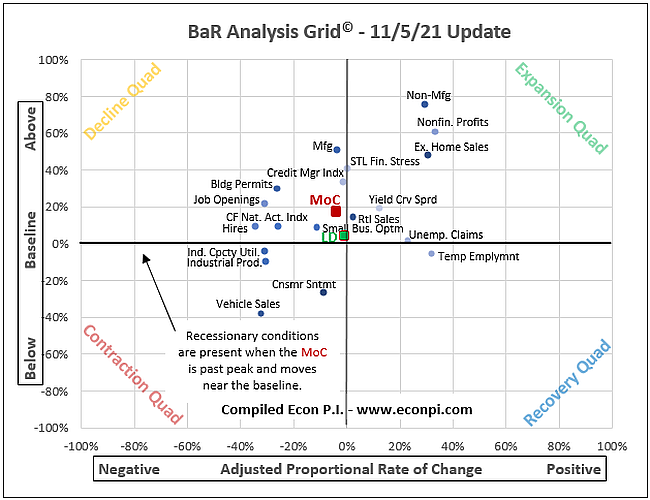 BaR Analysis Grid© - 11/5/21 Update
100%
80%
60%
40%
20%
0%
-20%
-40%
-60%
-80%
-100%
Above
Baseline
Below
Decline Quad
Expansion Quad
Non-Mfg
Nonfin. Profits
Mfg
Ex. Home Sales
STL Fin. Stress
Credit Mgr Indx
Bldg Permits
Job Openings
MoC
Yield Crv Sprd
CF Nat. Act. Indx
Rtl Sales
Hires
Small Bus. Optm
LD
Unemp. Claims
Ind. Cpcty Util.
Temp Emplymnt
Industrial Prod.
Cnsmr Sntmt
Vehicle Sales
Recessionary conditions
are present when the MoC
is past peak and moves
near the baseline.
Contraction Quad
Recovery Quad
Compiled Econ P.I. - www.econpi.com
-100% -80% -60% -40% -20% 0% 20% 40% 60% 80% 100%
Negative Adjusted Proportional Rate of Change Positive